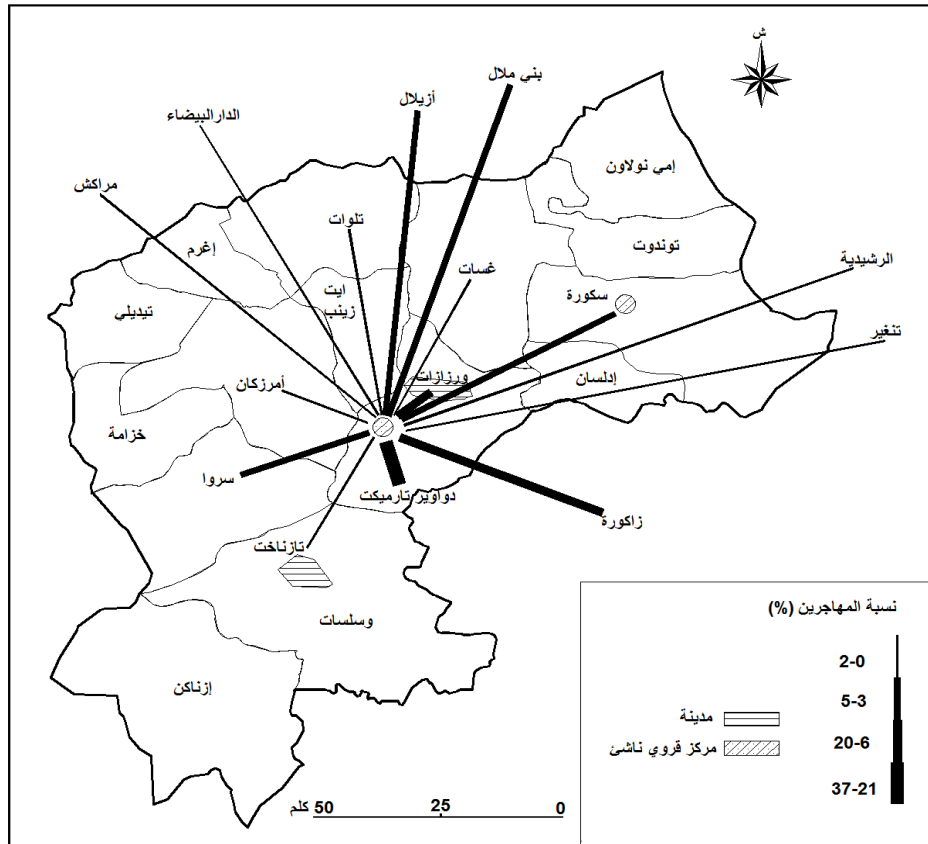 ش
بني ملال
أزيلال
الدارالبيضاء
إمي نولاون
مراكش
تلوات
إغرم
توندوت
الرشيدية
غسات
ايت
زينب
سكورة
تيديلي
تنغير
ورزازات
إدلسان
أمرزكان
خزامة
سروا
دواوير تارميكت
زاكورة
تازناخت
وسلسات
إزناكن
نسبة المهاجرين (%)
2-0
5-3
20-6
37-21
مدينة
مركز قروي ناشئ
كلم 50 25 0